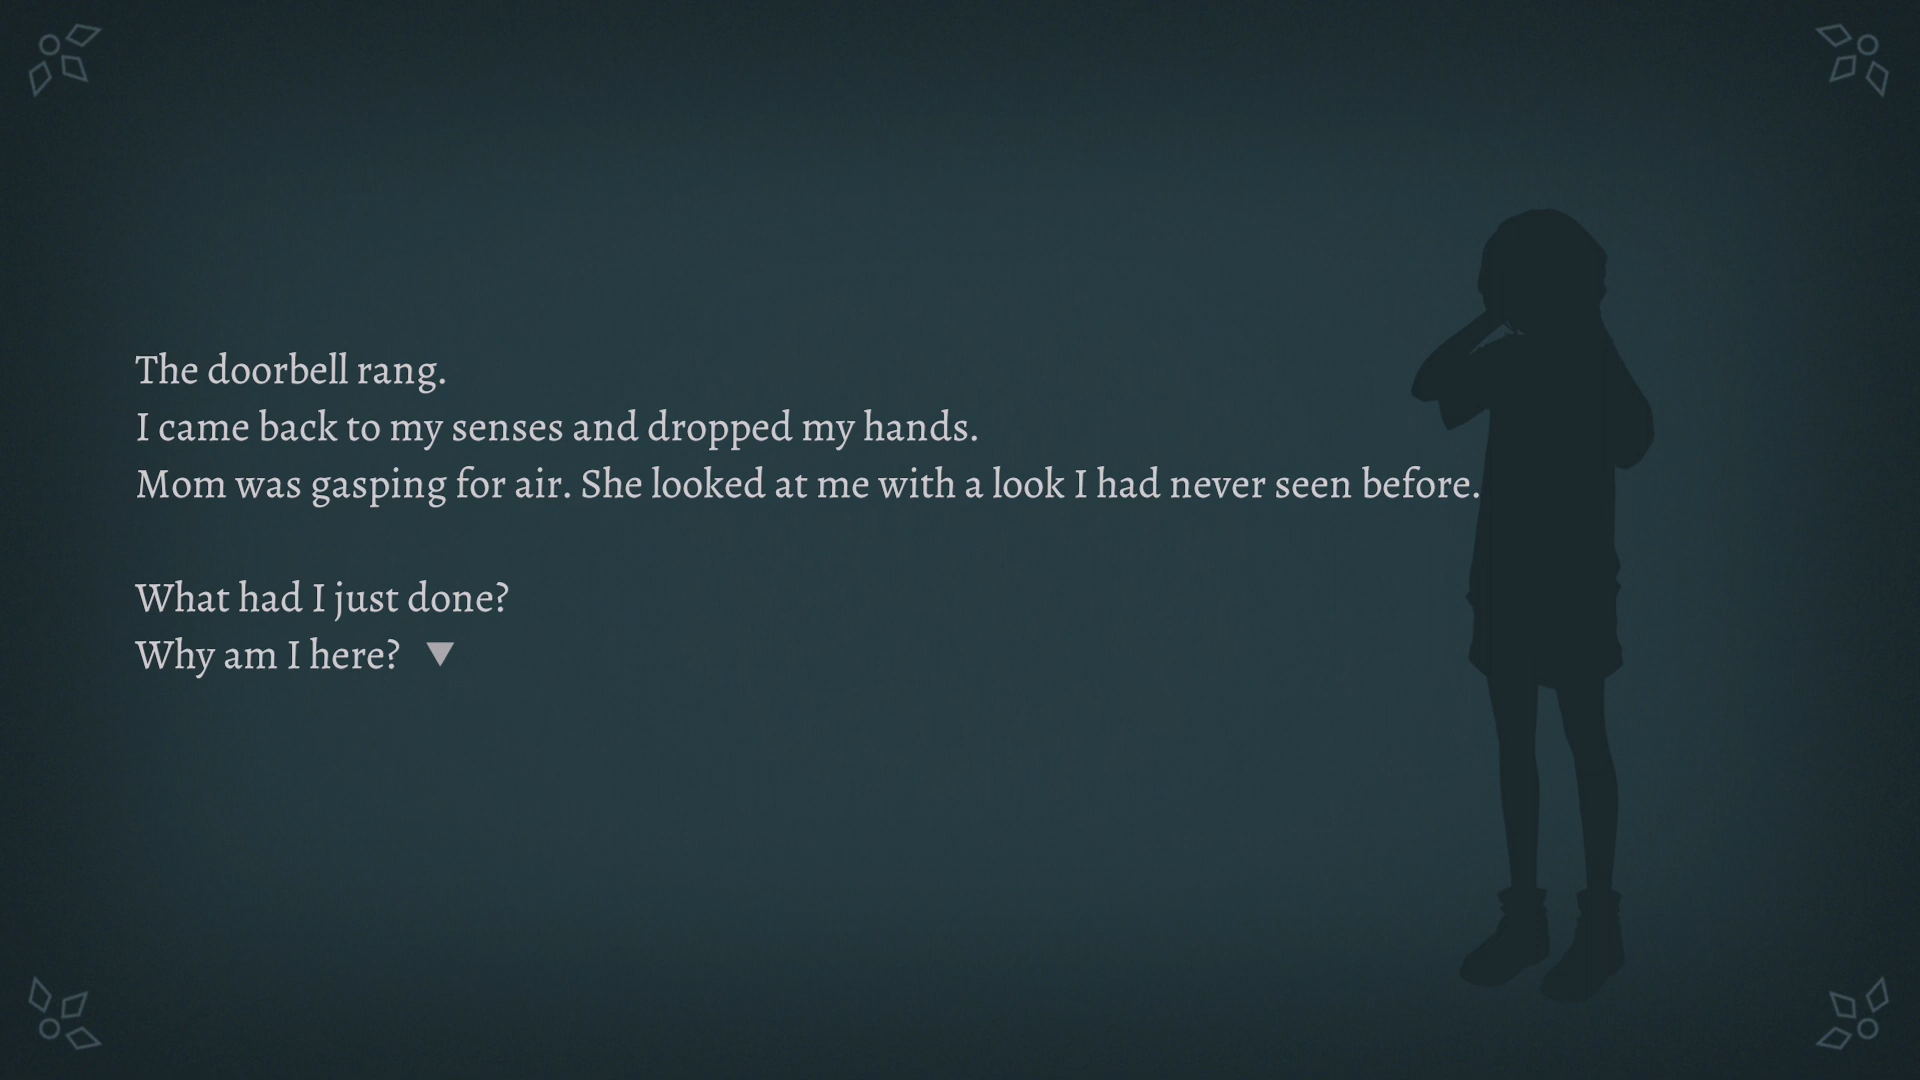 The doorbell rang.
I came back to my senses and dropped my hands.
Mom was gasping for air. She looked at me with a look I had never seen before.
What had I just done?
Why am I here?